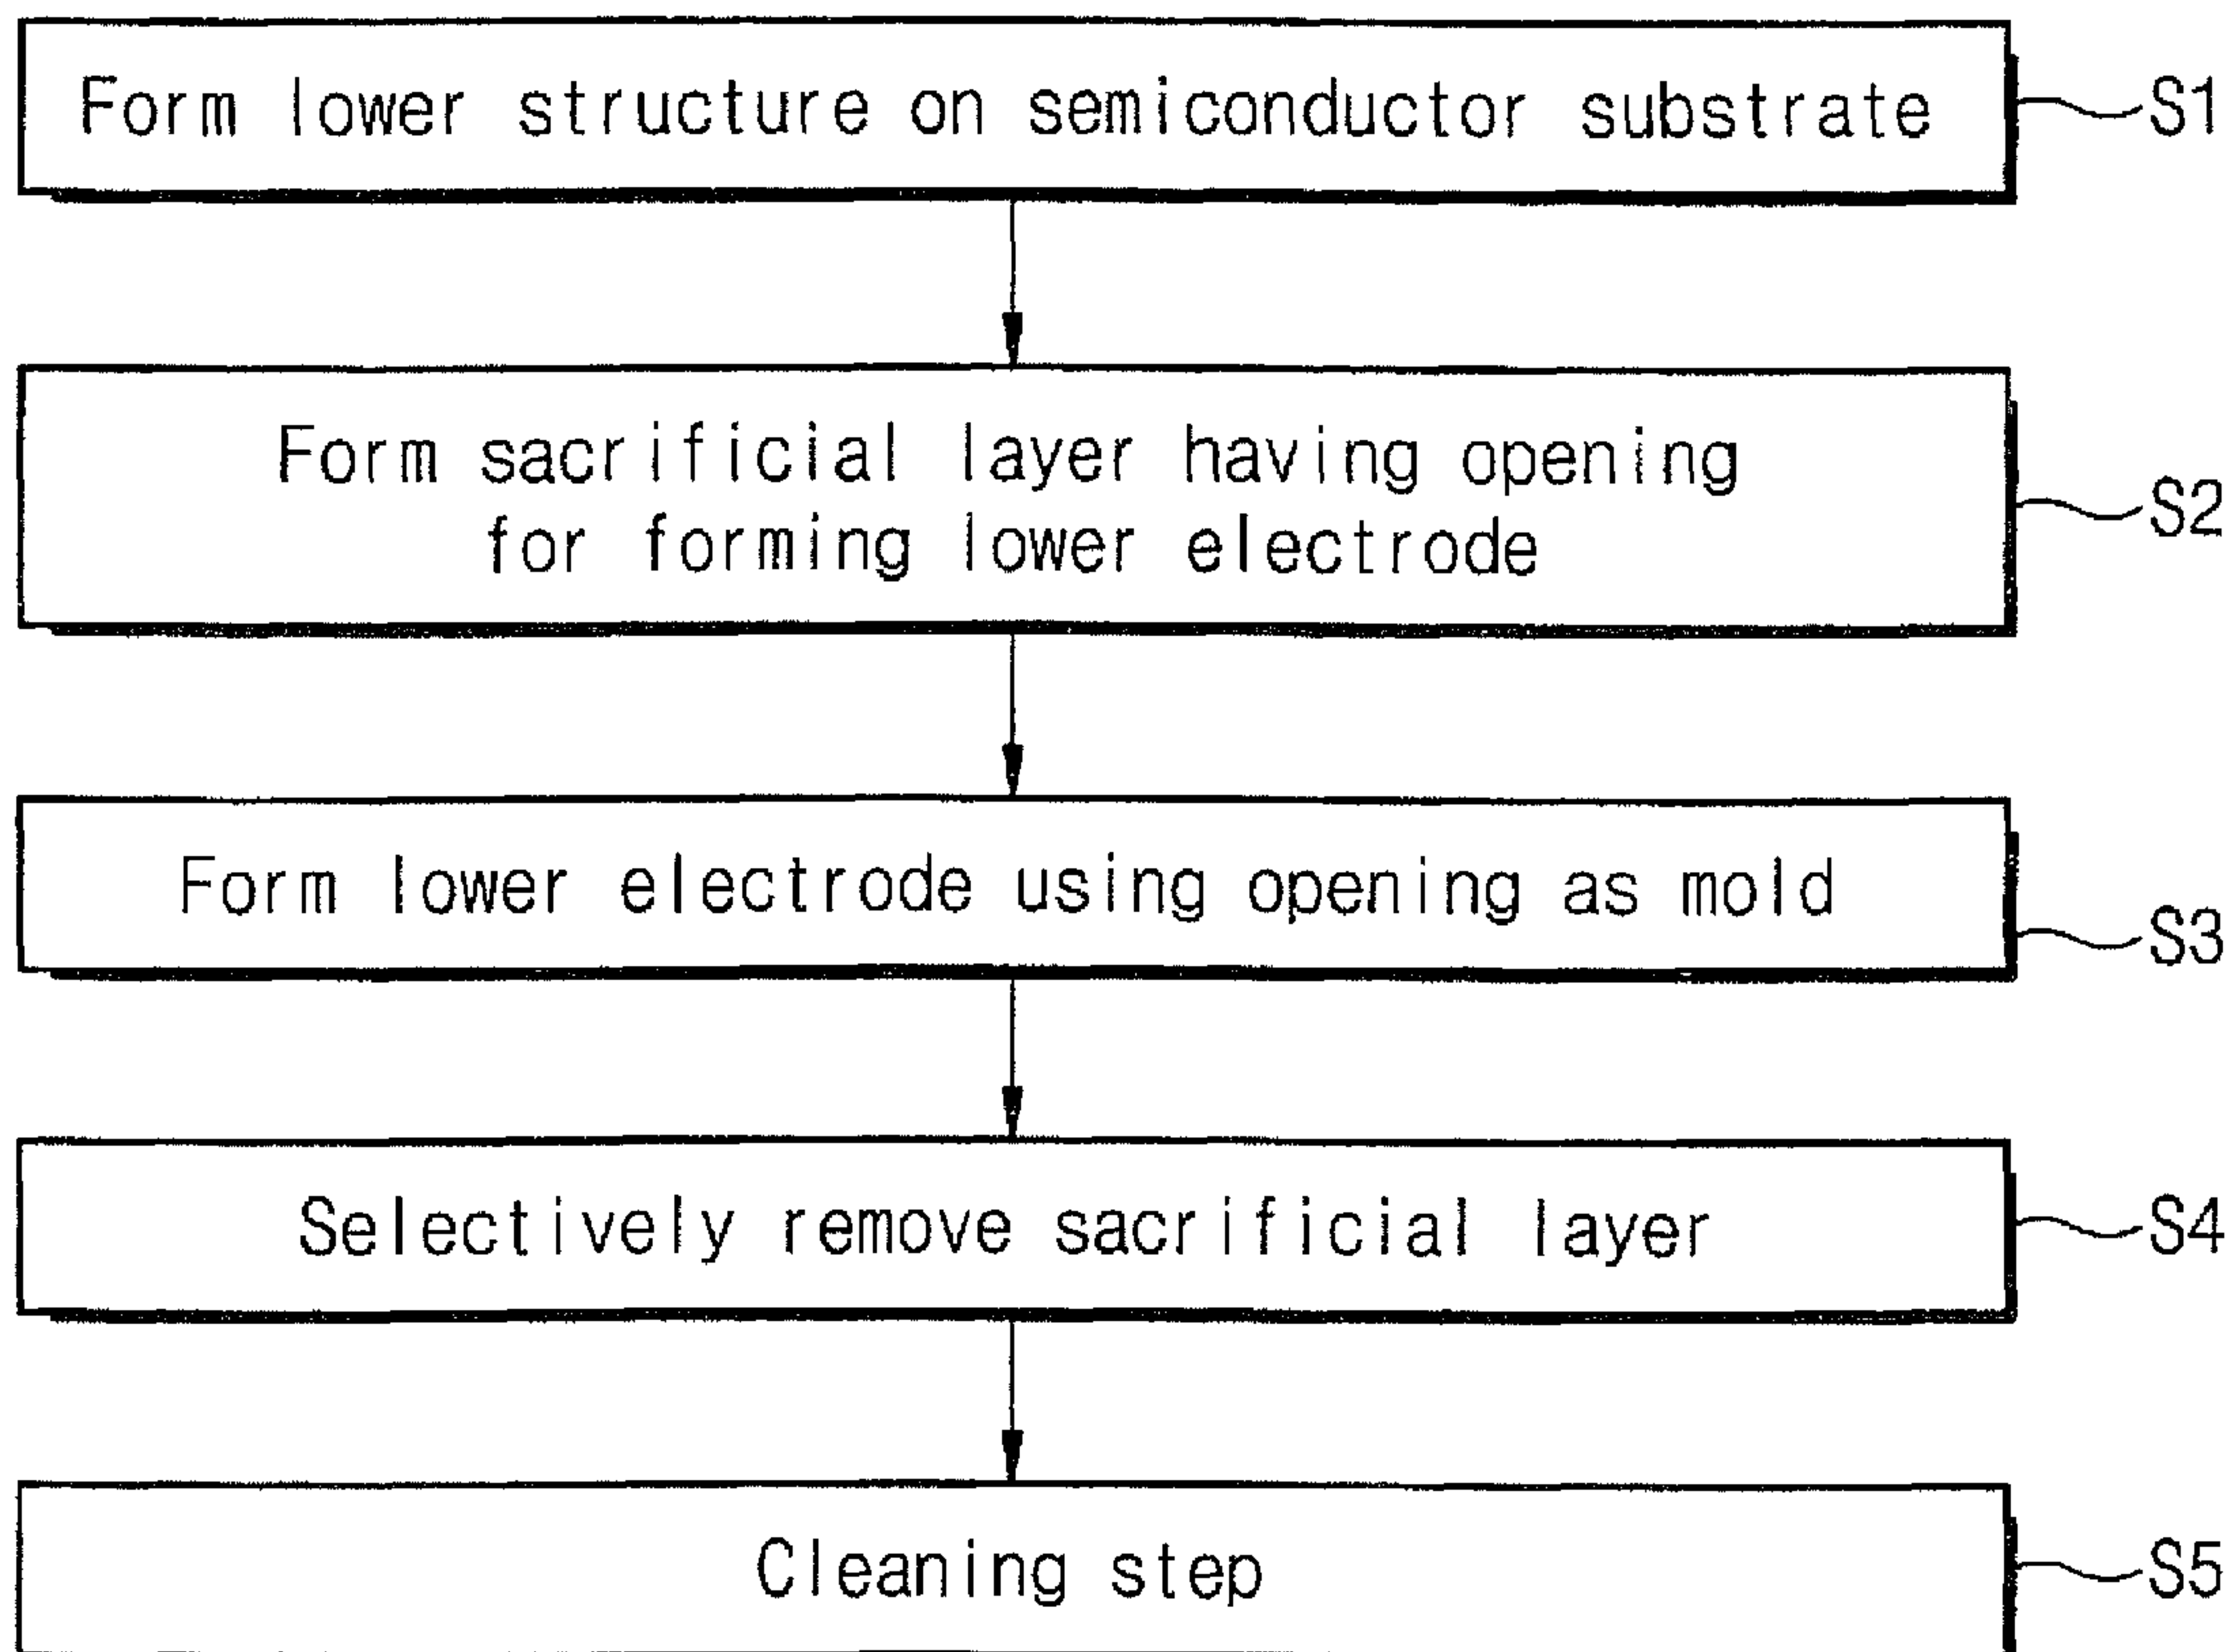 Form lower structure on semiconductor substrate
S1
Form sacrificial layer having opening
for forming lower electrode
S2
Form lower electrode using opening as mold
S3
Selectively remove sacrificial layer
S4
Cleaning step
S5